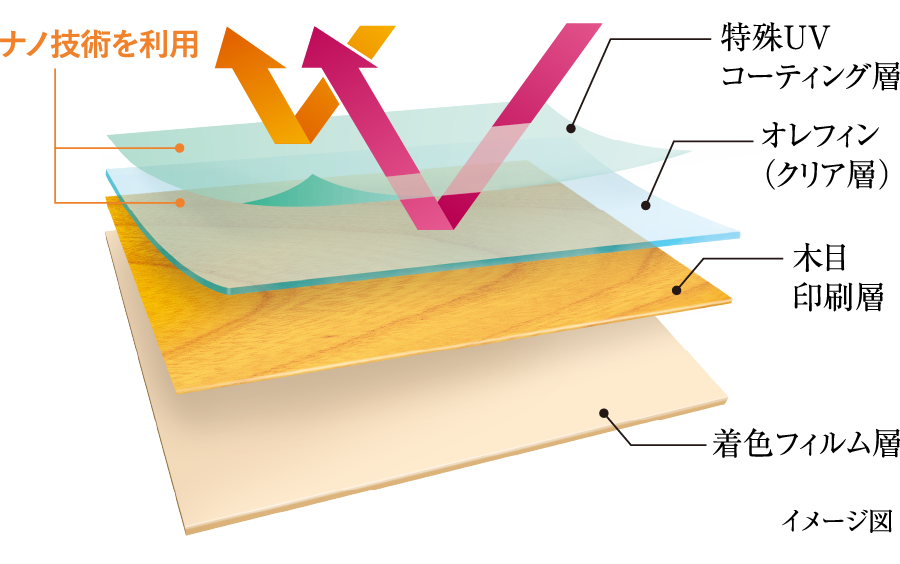 ナノ技術を利用
特殊UV
コーティング層
オレフィン
（クリア層）
木目
印刷層
着色フィルム層
イメージ図